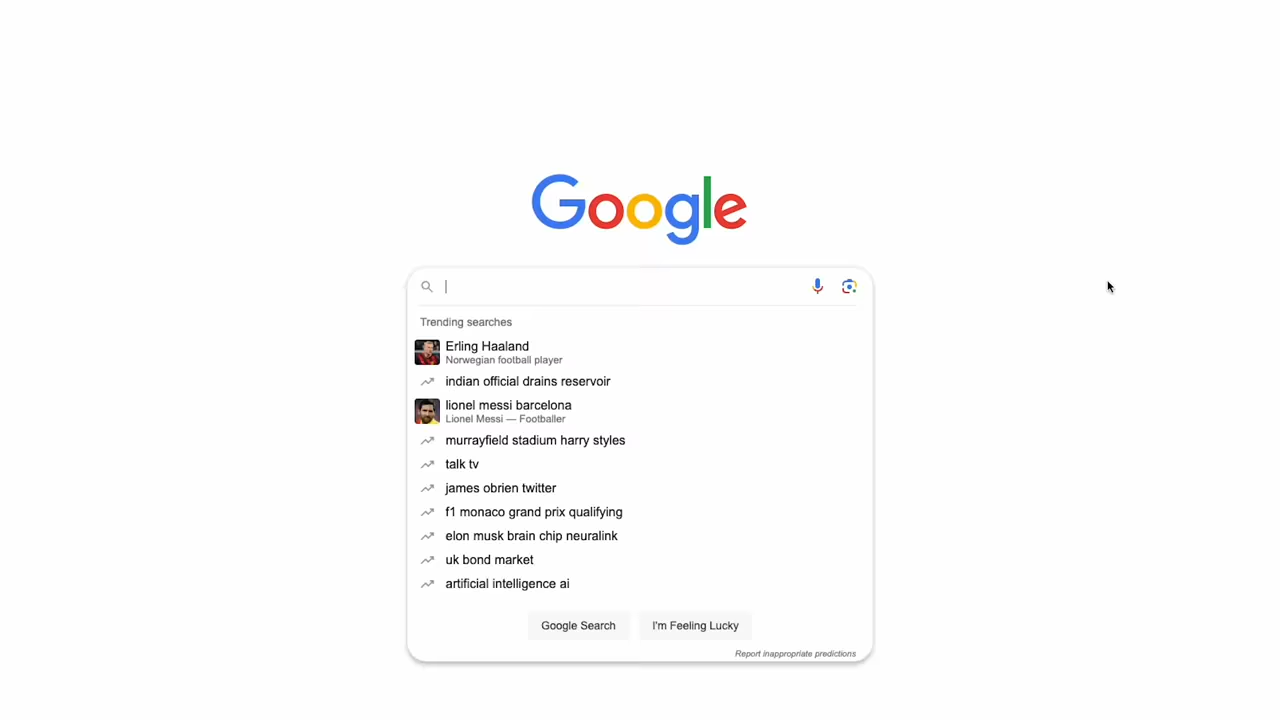 Google
Trending searches
Erling Haaland
Norwegian football player
indian official drains reservoir
lionel messi barcelona
Lionel Messi — Footballer
murrayfield stadium harry styles
talk tv
james obrien twitter
f1 monaco grand prix qualifying
elon musk brain chip neuralink
uk bond market
artificial intelligence ai
Google Search I'm Feeling Lucky
Report inappropriate predictions